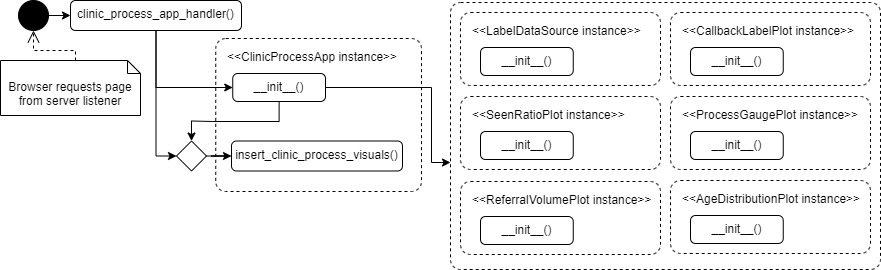 clinic_process_app_handler()
Browser requests page
from server listener
<<ClinicProcessApp instance>>
__init__()
insert_clinic_process_visuals()
<<LabelDataSource instance>>
__init__()
<<CallbackLabelPlot instance>>
__init__()
<<SeenRatioPlot instance>>
__init__()
<<ProcessGaugePlot instance>>
__init__()
<<ReferralVolumePlot instance>>
__init__()
<<AgeDistributionPlot instance>>
__init__()